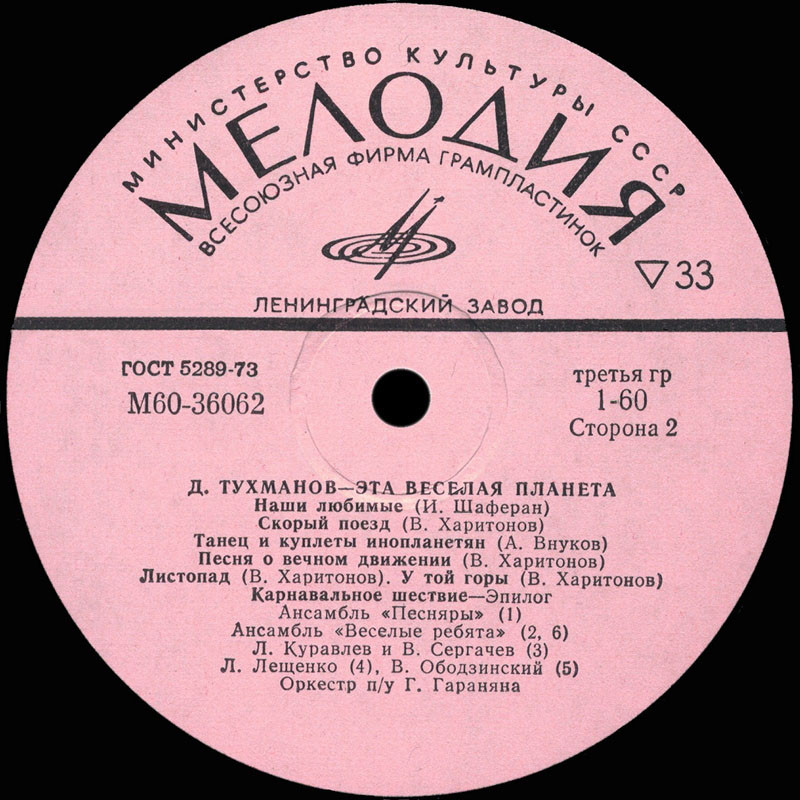 МИНИСТЕРСТВО КУЛЬТУРЫ СССР
МЕЛОДИЯ
ВСЕСОЮЗНАЯ ФИРМА ГРАМПЛАСТИНОК
33
ЛЕНИНГРАДСКИЙ ЗАВОД
ГОСТ 5289-73
М60-36062
третья гр
1-60
Сторона 2
Д. ТУХМАНОВ—ЭТА ВЕСЕЛАЯ ПЛАНЕТА
Наши любимые (И. Шаферан)
Скорый поезд (В. Харитонов)
Танец и куплеты инопланетян (А. Внуков)
Песня о вечном движении (В. Харитонов)
Листопад (В. Харитонов). У той горы (В. Харитонов)
Карнавальное шествие—Эпилог
Ансамбль «Песняры» (1)
Ансамбль «Веселые ребята» (2, 6)
Л. Куравлев и В. Сергачев (3)
Л. Лещенко (4), В. Ободзинский (5)
Оркестр п/у Г. Гараняна